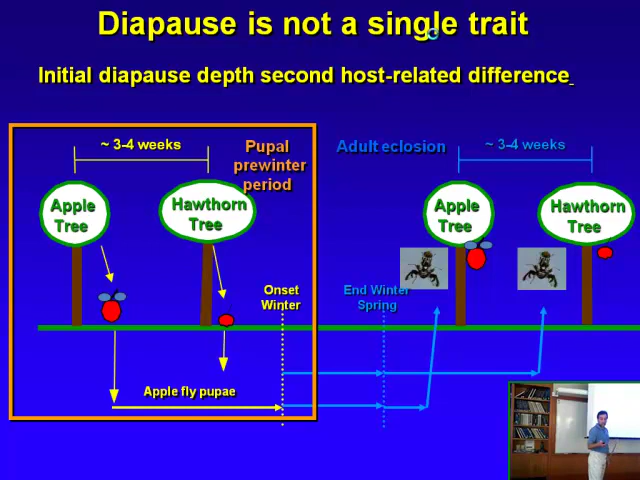 Diapause is not a single trait
Initial diapause depth second host-related difference
~ 3-4 weeks
Pupal
prewinter
period
Adult eclosion
~ 3-4 weeks
Apple
Tree
Hawthorn
Tree
Apple
Tree
Hawthorn
Tree
Onset
Winter
End Winter
Spring
Apple fly pupae